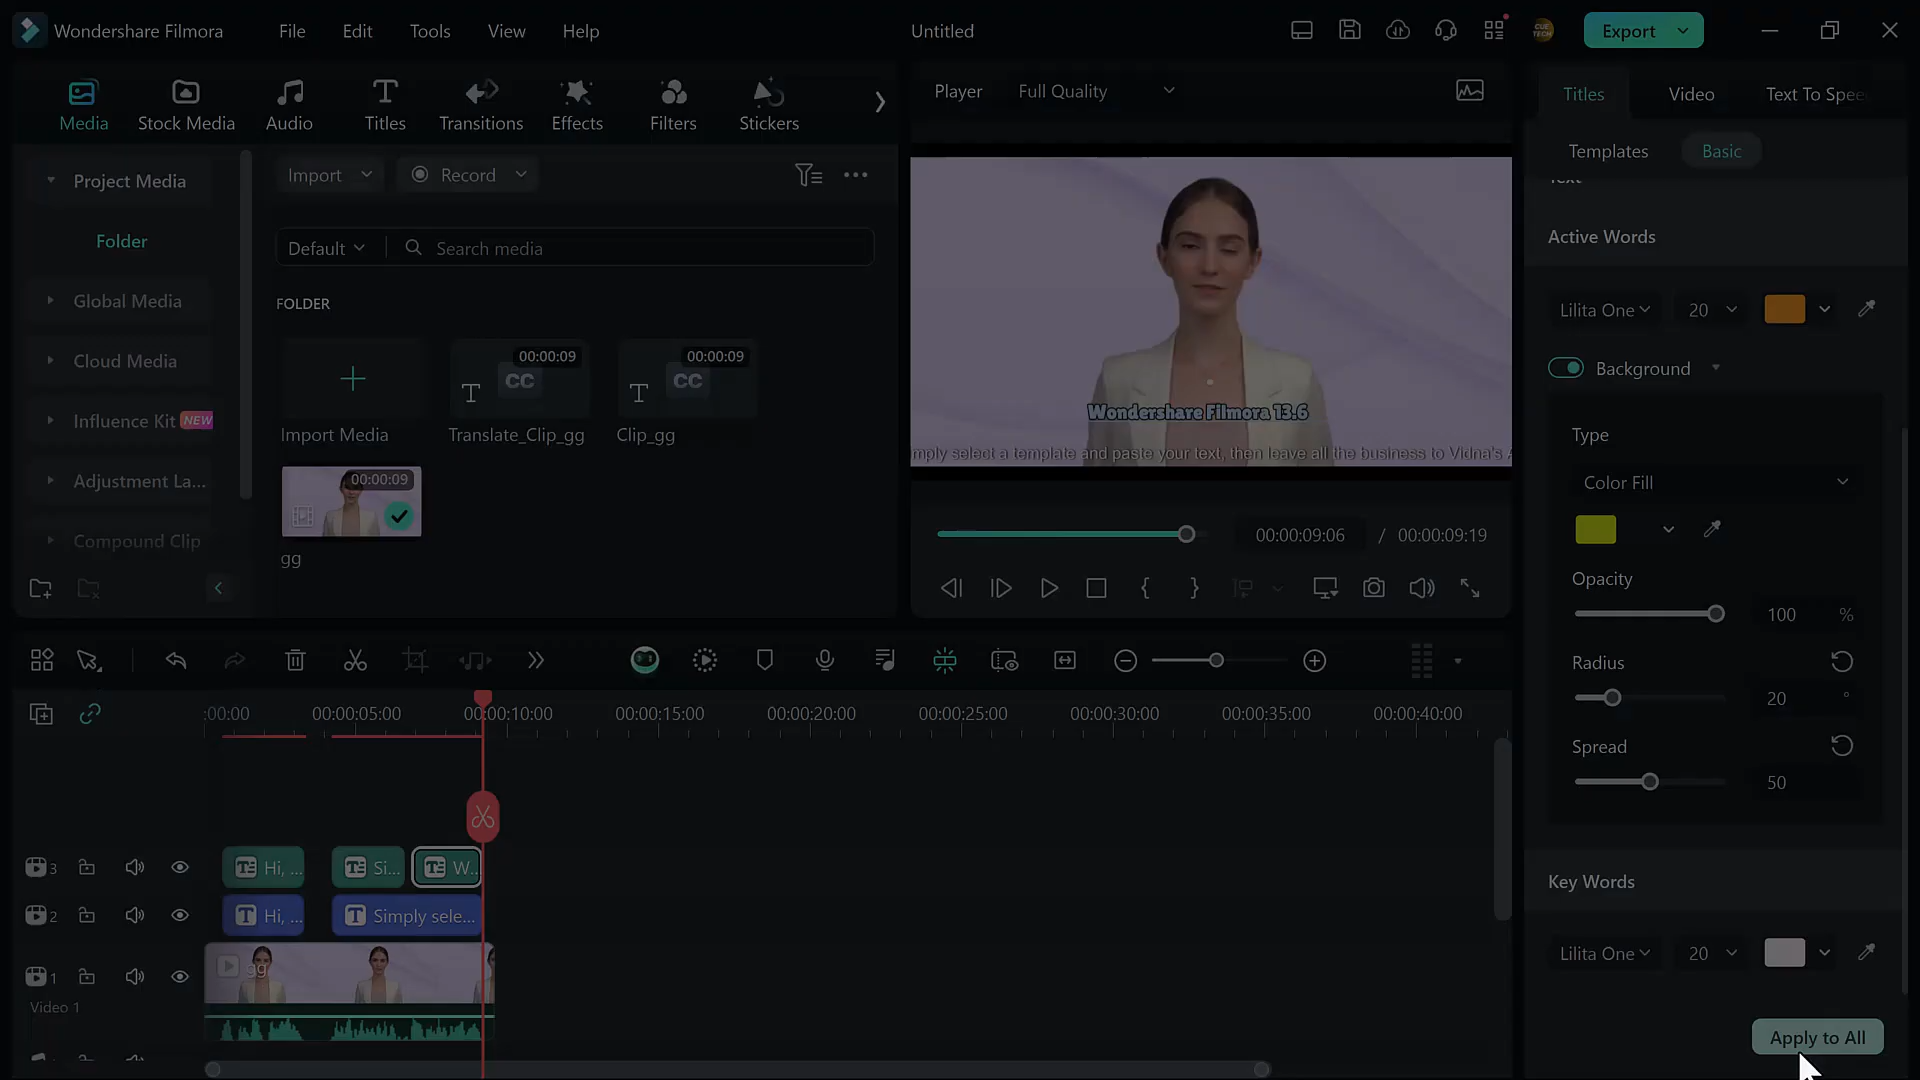 Wondershare Filmora
File
Edit
Tools
View
Help
Untitled
CUE
TECH
Export
Media
Stock Media
Audio
Titles
Transitions
Effects
Filters
Stickers
Player
Full Quality
Titles
Video
Text To Spee
Templates
Basic
Project Media
Folder
Global Media
Cloud Media
Influence Kit NEW
Adjustment La...
Compound Clip
Import
Record
Default
Search media
FOLDER
Import Media
00:00:09
CC
T
Translate_Clip_gg
00:00:09
CC
T
Clip_gg
00:00:09
gg
Wondershare Filmora 13.6
mply select a template and paste your text, then leave all the business to Vidna's A
00:00:09:06 / 00:00:09:19
Text
Active Words
Lilita One
20
Background
Type
Color Fill
Opacity
100 %
Radius
20 °
Spread
50
Key Words
Lilita One
20
Apply to All
:00:00
00:00:05:00
00:00:10:00
00:00:15:00
00:00:20:00
00:00:25:00
00:00:30:00
00:00:35:00
00:00:40:00
3
Hi, ...
Si...
W...
2
Hi, ...
Simply sele...
1
gg
Video 1